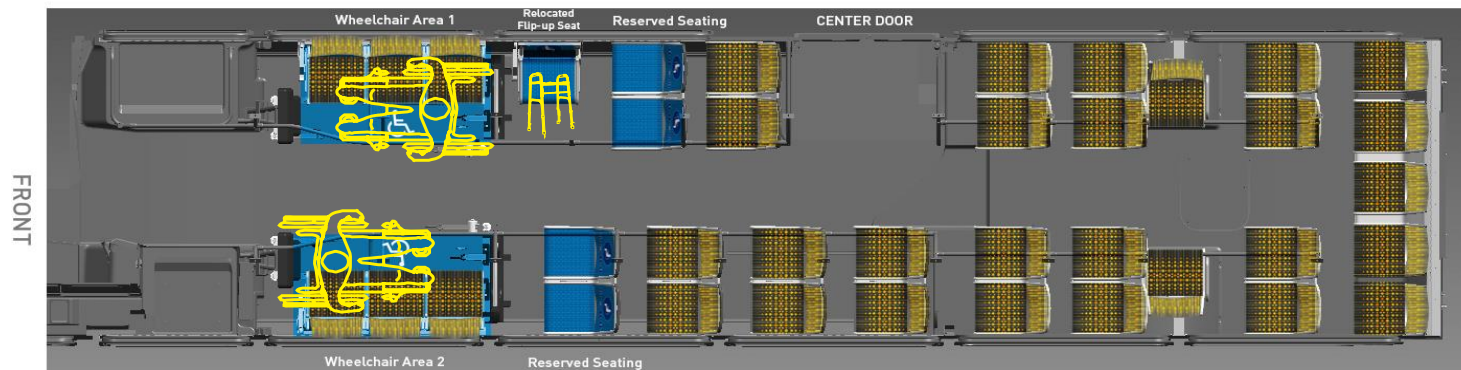 Wheelchair Area 1
Relocated
Flip-up Seat
Reserved Seating
CENTER DOOR
FRONT
Wheelchair Area 2
Reserved Seating